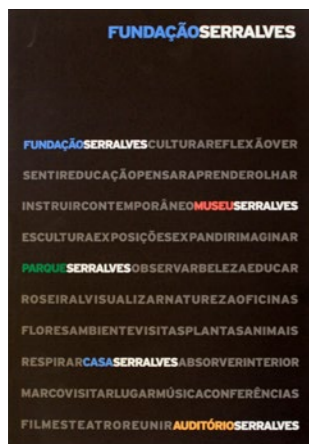 FUNDAÇÃOSERRALVES
FUNDAÇÃOSERRALVESCULTURAREFLEXÃOVER
SENTIREDUCAÇÃOPENSARAPRENDEROLHAR
INSTRUIRCONTEMPORÂNEOMUSEUSERRALVES
ESCULTURAEXPOSIÇÕESEXPANDIRIMAGINAR
PARQUESERRALVESOBSERVARBELEZAEDUCAR
ROSEIRALVISUALIZARNATUREZAOFICINAS
FLORESAMBIENTEVISITASPLANTASANIMAIS
RESPIRARCASASERRALVESABSORVERINTERIOR
MARCOVISITARLUGARMÚSICACONFERÊNCIAS
FILMESTEATROREUNIRAUDITÓRIOSERRALVES